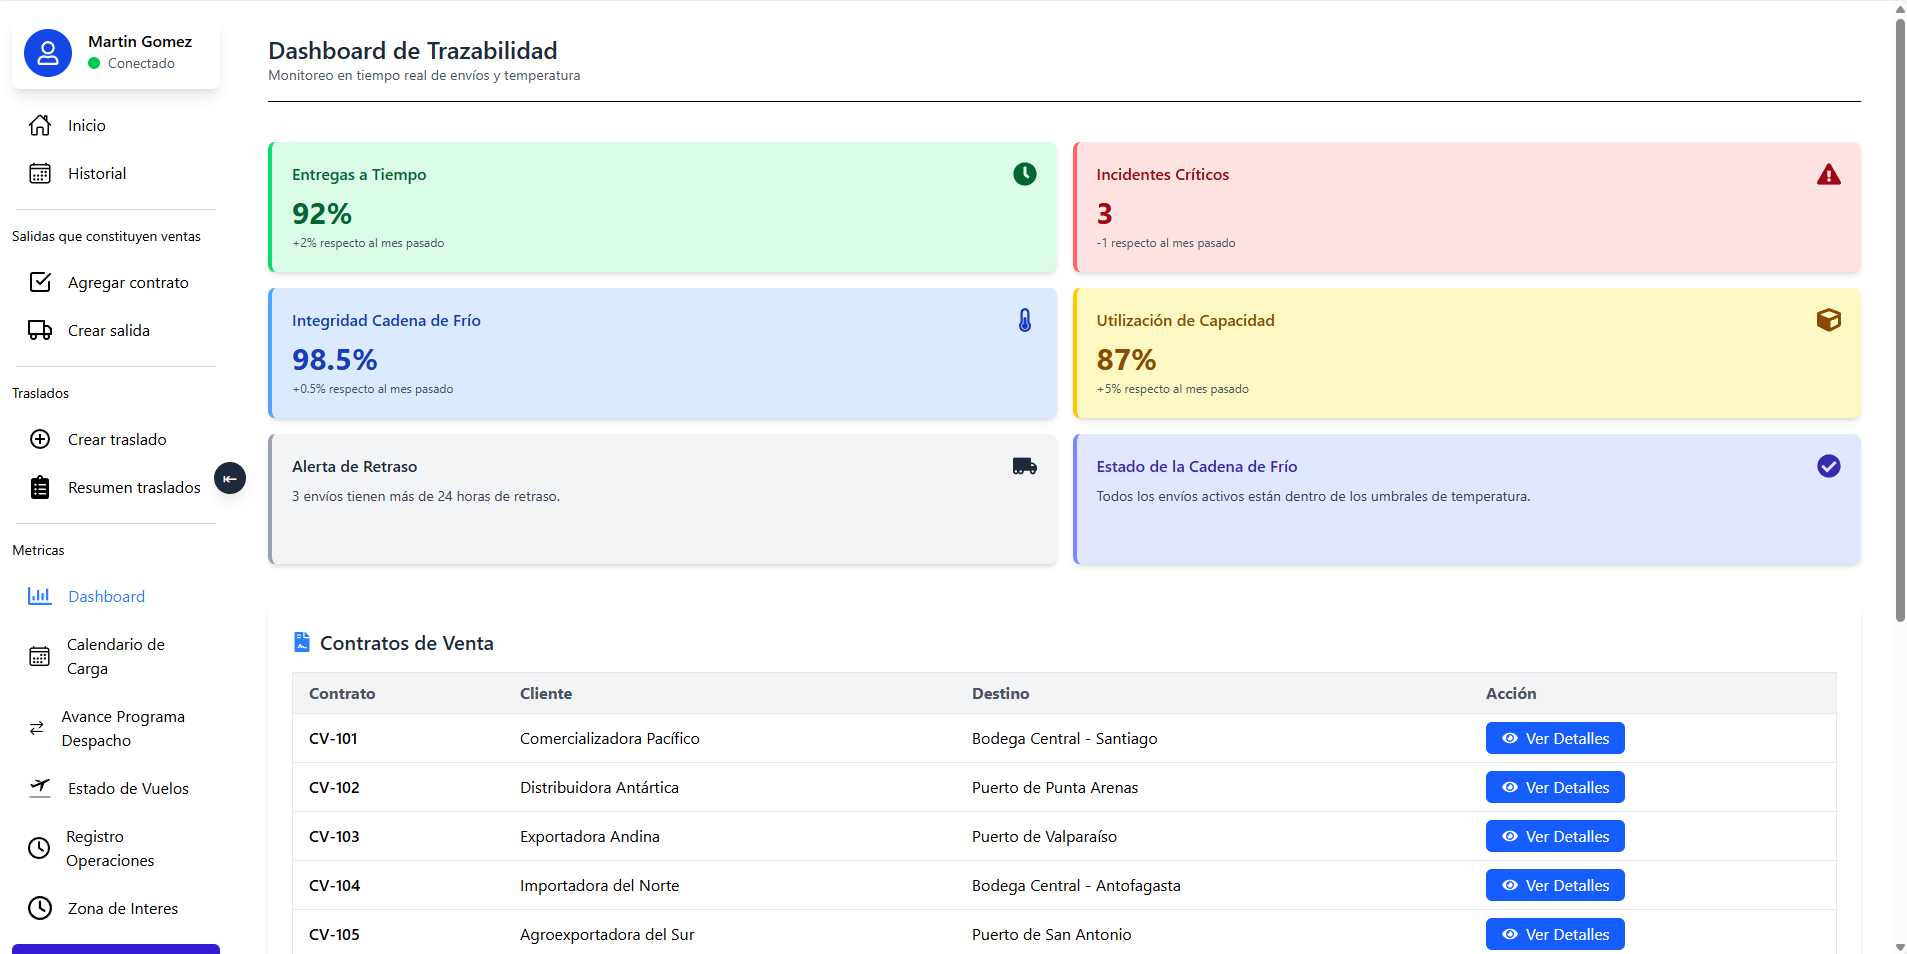 Martin Gomez
Conectado
Inicio
Historial
Salidas que constituyen ventas
Agregar contrato
Crear salida
Traslados
Crear traslado
Resumen traslados
Metricas
Dashboard
Calendario de
Carga
Avance Programa
Despacho
Estado de Vuelos
Registro
Operaciones
Zona de Interes
Dashboard de Trazabilidad
Monitoreo en tiempo real de envíos y temperatura
Entregas a Tiempo
92%
+2% respecto al mes pasado
Incidentes Críticos
3
-1 respecto al mes pasado
Integridad Cadena de Frío
98.5%
+0.5% respecto al mes pasado
Utilización de Capacidad
87%
+5% respecto al mes pasado
Alerta de Retraso
3 envíos tienen más de 24 horas de retraso.
Estado de la Cadena de Frío
Todos los envíos activos están dentro de los umbrales de temperatura.
Contratos de Venta
Contrato Cliente Destino Acción
CV-101 Comercializadora Pacífico Bodega Central - Santiago Ver Detalles
CV-102 Distribuidora Antártica Puerto de Punta Arenas Ver Detalles
CV-103 Exportadora Andina Puerto de Valparaíso Ver Detalles
CV-104 Importadora del Norte Bodega Central - Antofagasta Ver Detalles
CV-105 Agroexportadora del Sur Puerto de San Antonio Ver Detalles